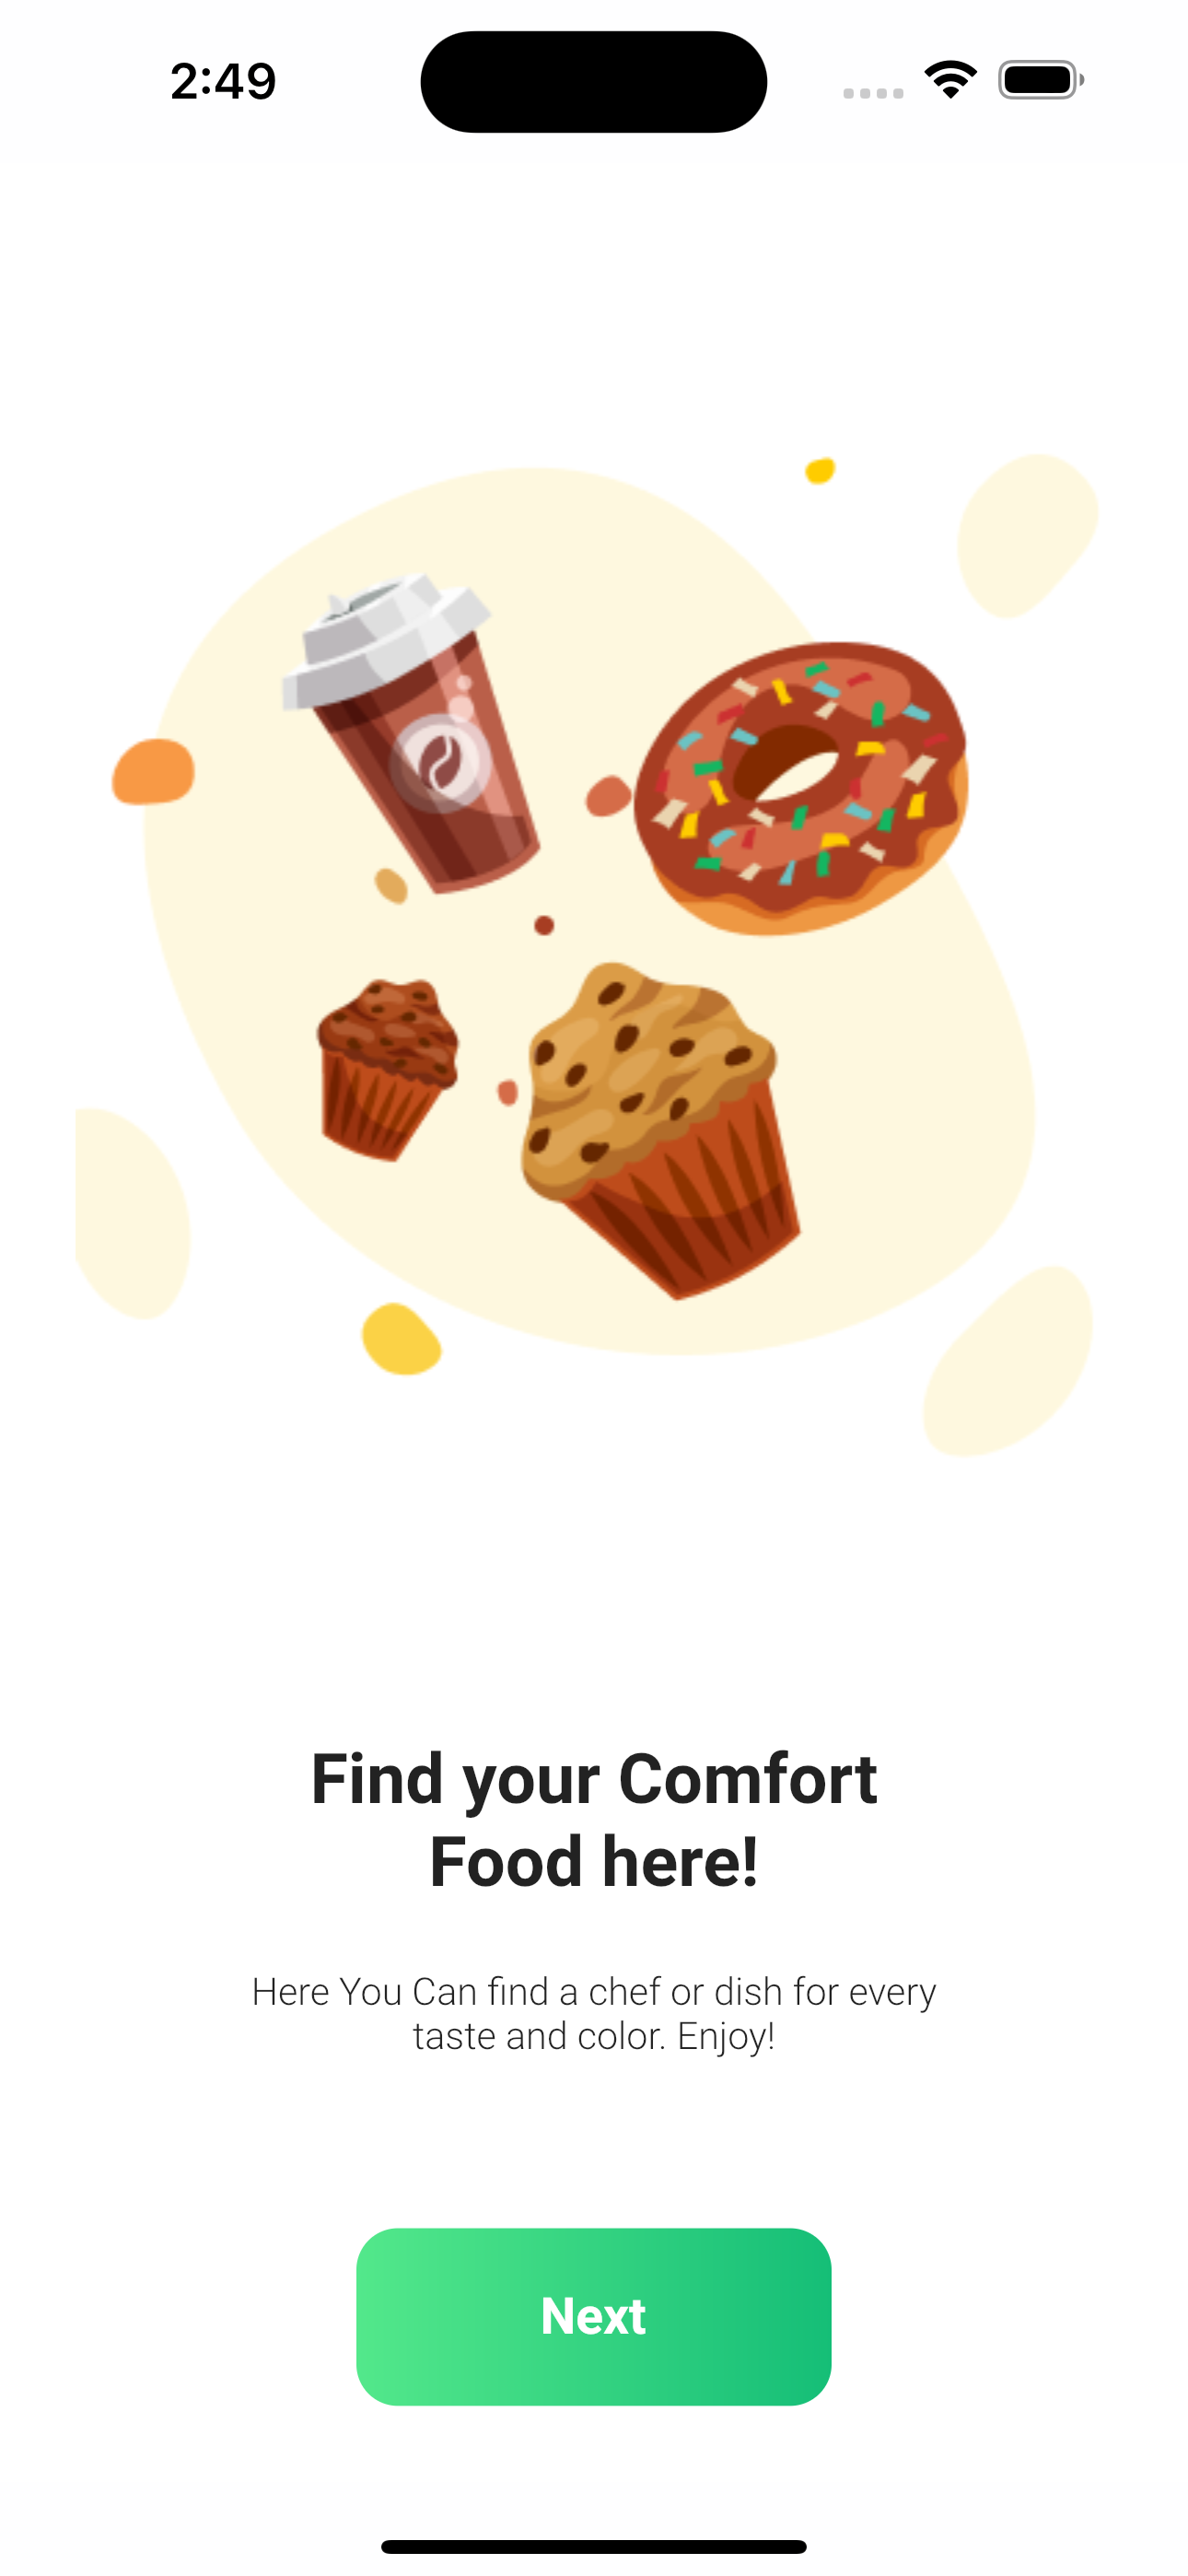 2:49
Find your Comfort
Food here!
Here You Can find a chef or dish for every
taste and color. Enjoy!
Next